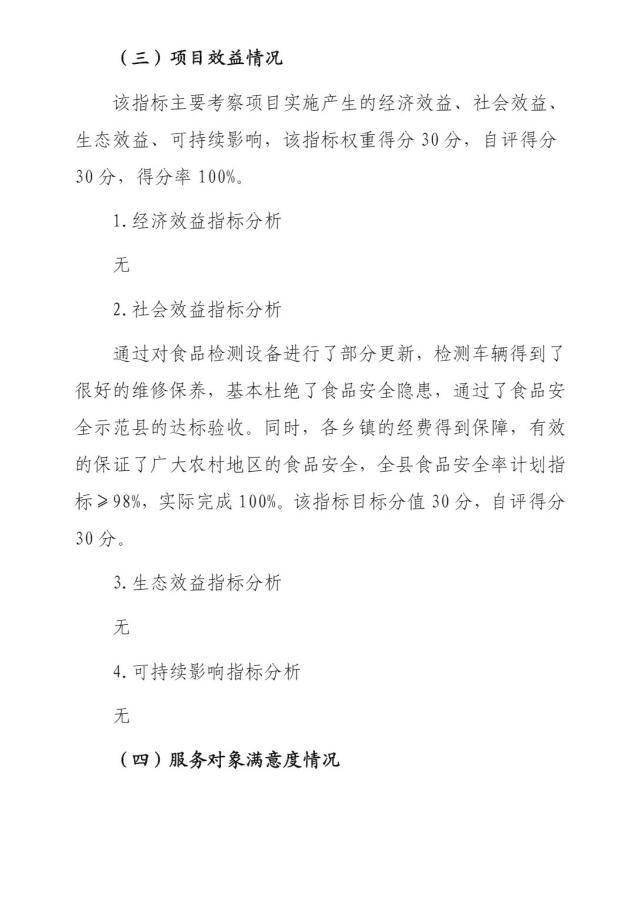 （三）项目效益情况
该指标主要考察项目实施产生的经济效益、社会效益、
生态效益、可持续影响，该指标权重得分 30 分，自评得分
30 分，得分率 100%。
1.经济效益指标分析
无
2.社会效益指标分析
通过对食品检测设备进行了部分更新，检测车辆得到了
很好的维修保养，基本杜绝了食品安全隐患，通过了食品安
全示范县的达标验收。同时，各乡镇的经费得到保障，有效
的保证了广大农村地区的食品安全，全县食品安全率计划指
标≥98%，实际完成 100%。该指标目标分值 30 分，自评得分
30 分。
3.生态效益指标分析
无
4.可持续影响指标分析
无
（四）服务对象满意度情况